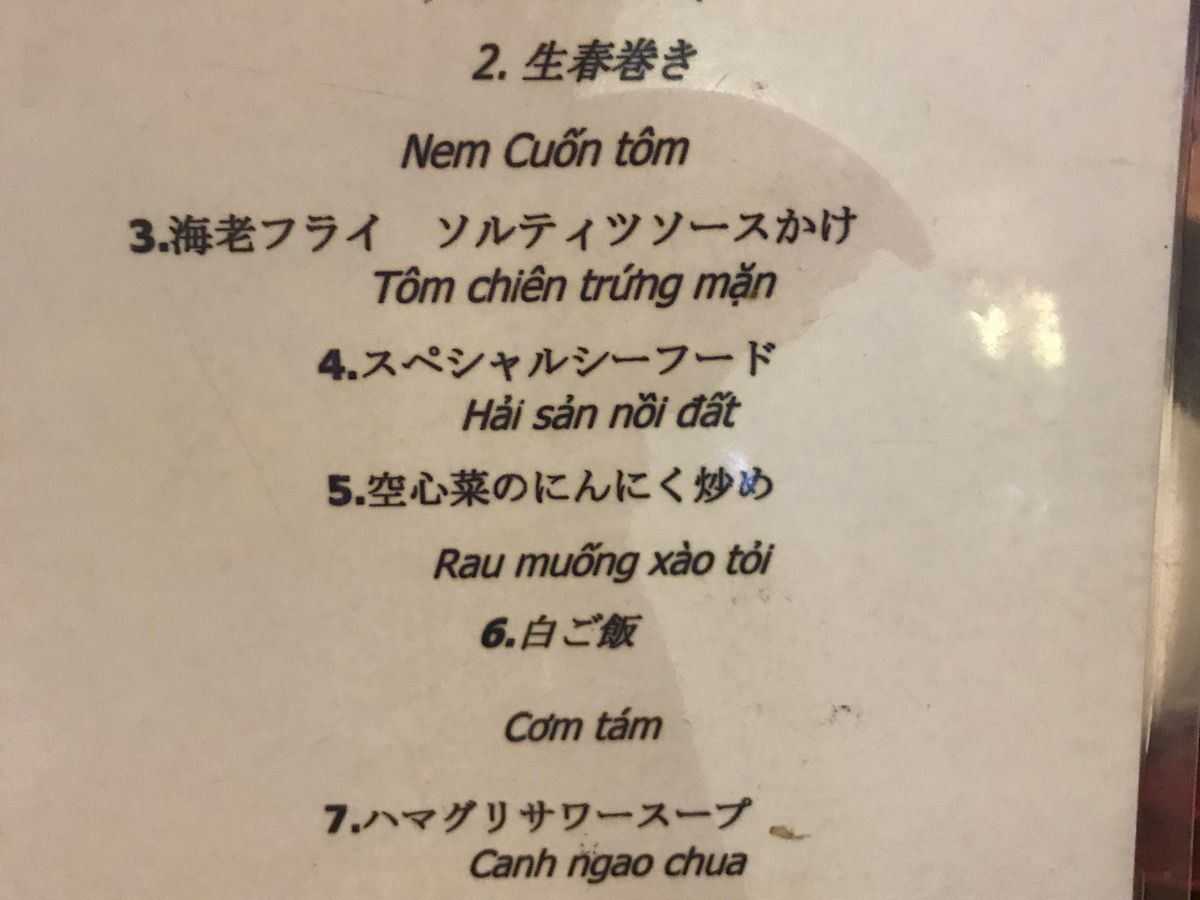 2. 生春巻き
Nem Cuốn tôm
3.海老フライ　ソルティツソースかけ
Tôm chiên trứng mặn
4.スペシャルシーフード
Hải sản nồi đất
5.空心菜のにんにく炒め
Rau muống xào tỏi
6.白ご飯
Cơm tám
7.ハマグリサワースープ
Canh ngao chua